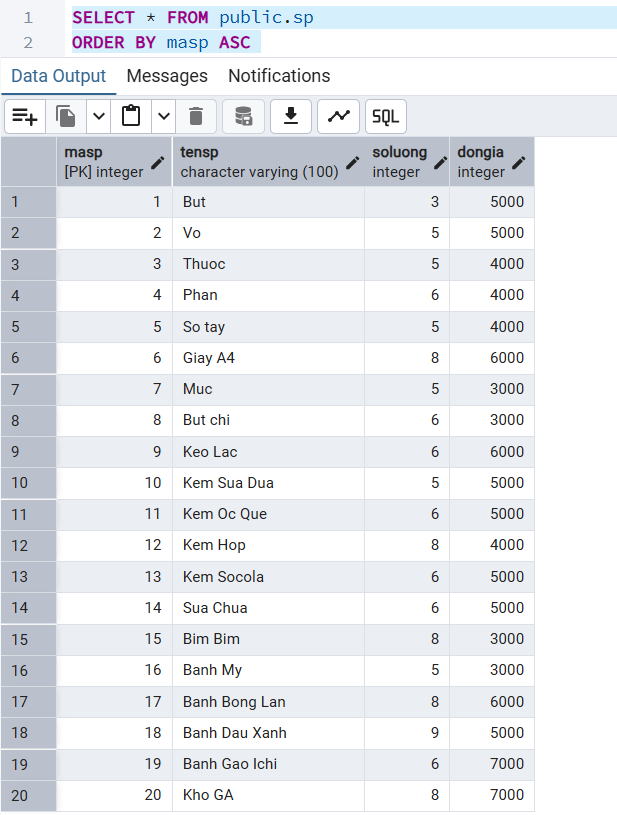 1 SELECT * FROM public.sp
2 ORDER BY masp ASC
Data Output Messages Notifications
SQL
masp tensp soluong dongia
[PK] integer character varying (100) integer integer
1 1 But 3 5000
2 2 Vo 5 5000
3 3 Thuoc 5 4000
4 4 Phan 6 4000
5 5 So tay 5 4000
6 6 Giay A4 8 6000
7 7 Muc 5 3000
8 8 But chi 6 3000
9 9 Keo Lac 6 6000
10 10 Kem Sua Dua 5 5000
11 11 Kem Oc Que 6 5000
12 12 Kem Hop 8 4000
13 13 Kem Socola 6 5000
14 14 Sua Chua 6 5000
15 15 Bim Bim 8 3000
16 16 Banh My 5 3000
17 17 Banh Bong Lan 8 6000
18 18 Banh Dau Xanh 9 5000
19 19 Banh Gao Ichi 6 7000
20 20 Kho GA 8 7000